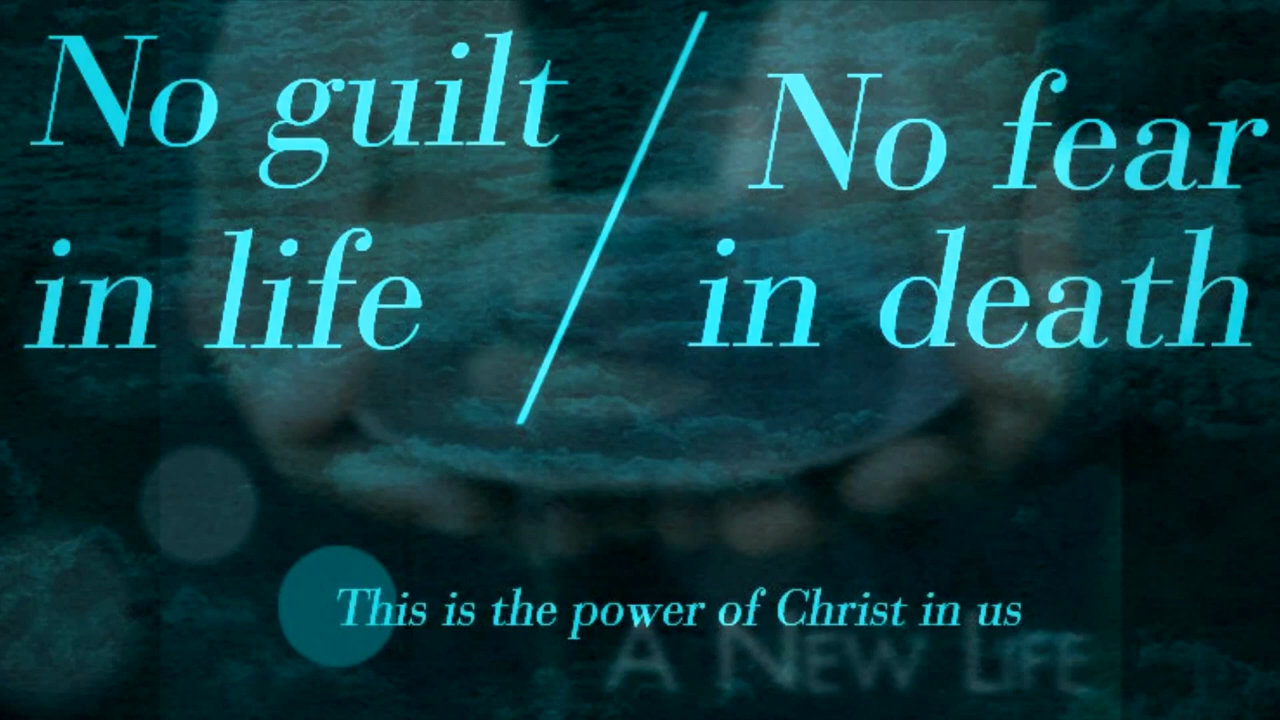 No guilt
in life
/
No fear
in death
This is the power of Christ in us
A NEW LIFE